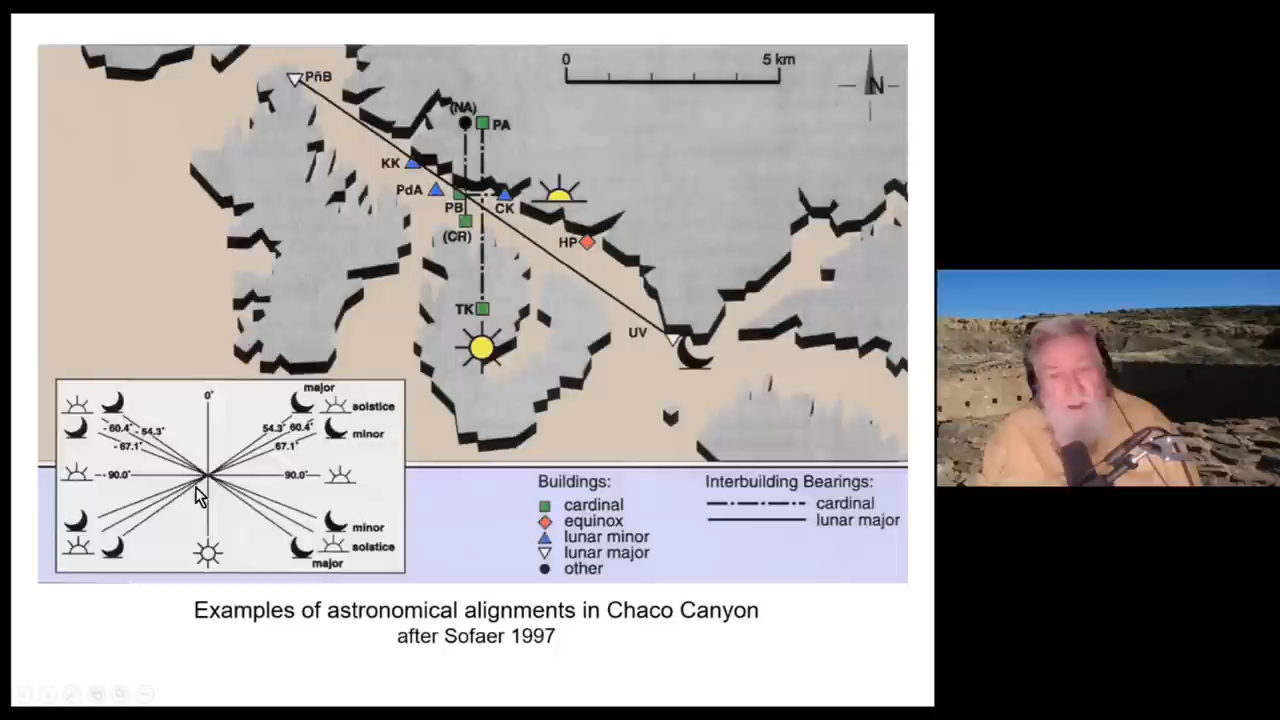 0
5 km
N
PñB
(NA)
PA
KK
PdA
PB
CK
(CR)
HP
TK
UV
major
0°
solstice
- 60.4°
- 54.3°
54.3°
60.4°
minor
- 67.1°
67.1°
- 90.0°
90.0°
minor
solstice
major
Buildings:
cardinal
equinox
lunar minor
lunar major
other
Interbuilding Bearings:
cardinal
lunar major
Examples of astronomical alignments in Chaco Canyon
after Sofaer 1997